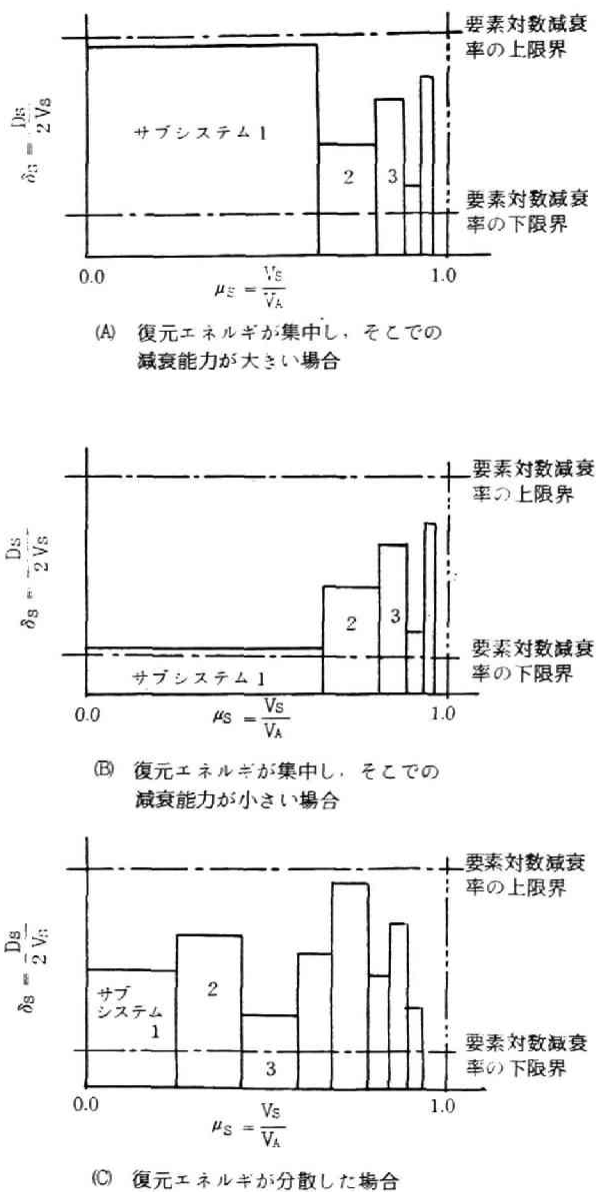 要素対数減衰
率の上限界
δs = Ds / 2Vs
サブシステム1
2
3
要素対数減衰
率の下限界
0.0
1.0
μs = Vs / VA
(A) 復元エネルギが集中し、そこでの
減衰能力が大きい場合
要素対数減衰
率の上限界
δs = Ds / 2Vs
2
3
要素対数減衰
率の下限界
サブシステム1
0.0
1.0
μs = Vs / VA
(B) 復元エネルギが集中し、そこでの
減衰能力が小さい場合
要素対数減衰
率の上限界
δs = Ds / 2Vs
サブ
システム
1
2
3
要素対数減衰
率の下限界
0.0
1.0
μs = Vs / VA
(C) 復元エネルギが分散した場合